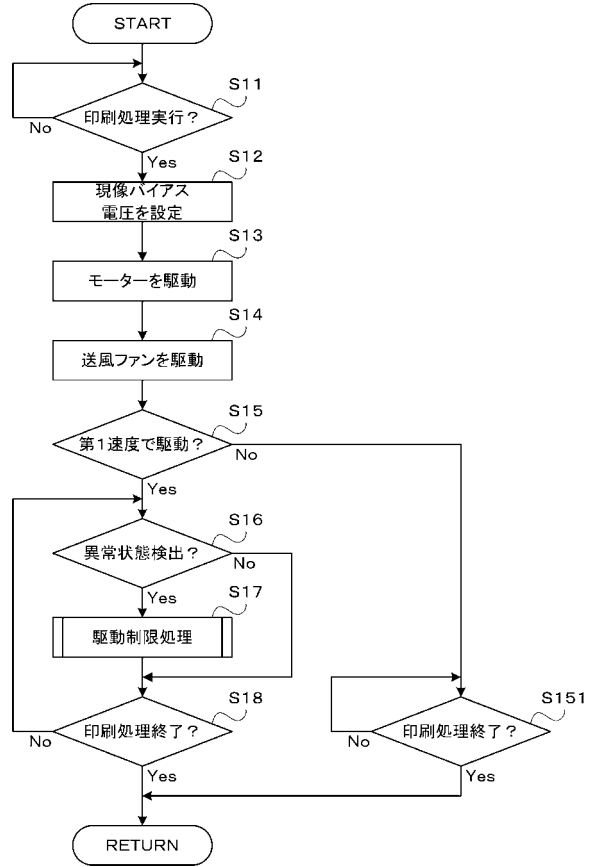 START
S11
印刷処理実行?
No
Yes
S12
現像バイアス
電圧を設定
S13
モーターを駆動
S14
送風ファンを駆動
S15
第1速度で駆動?
No
Yes
S16
異常状態検出?
No
Yes
S17
駆動制限処理
S18
印刷処理終了?
No
Yes
S151
印刷処理終了?
No
Yes
RETURN